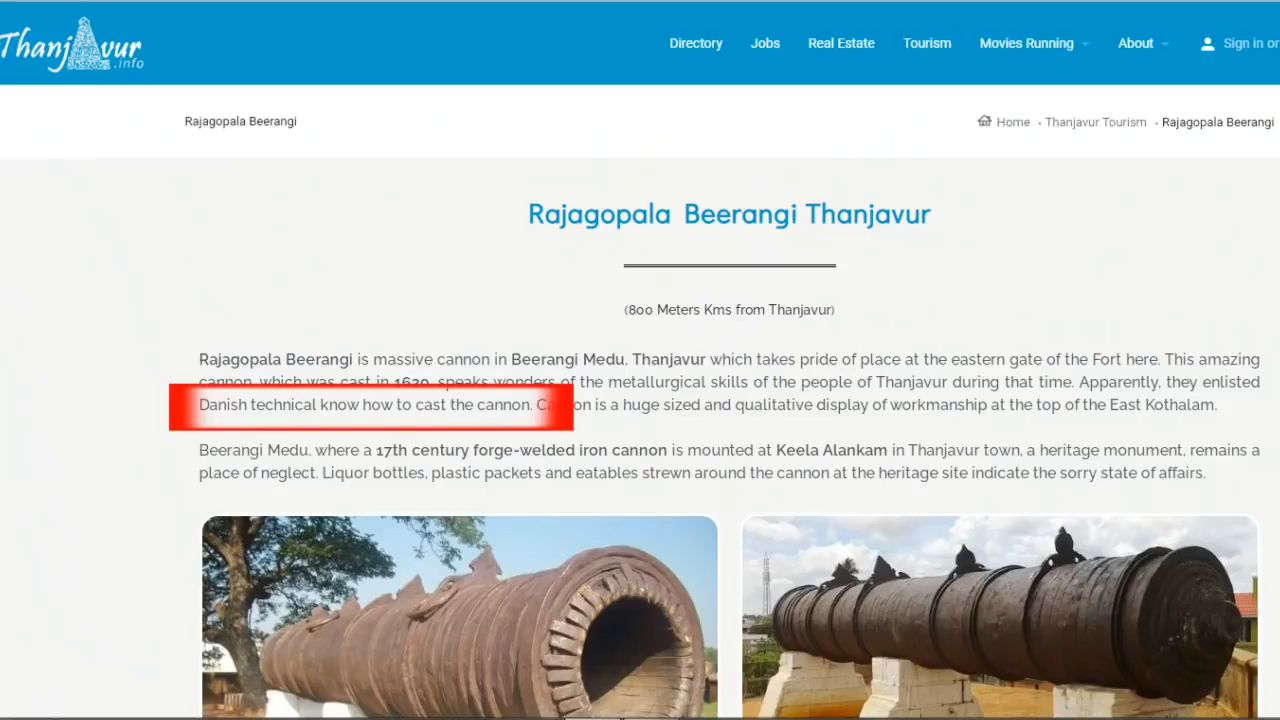 Thanjavur
.info
Directory Jobs Real Estate Tourism Movies Running About Sign in or
Rajagopala Beerangi
Home Thanjavur Tourism Rajagopala Beerangi
Rajagopala Beerangi Thanjavur
(800 Meters Kms from Thanjavur)
Rajagopala Beerangi is massive cannon in Beerangi Medu, Thanjavur which takes pride of place at the eastern gate of the Fort here. This amazing
cannon, which was cast in 1620, speaks wonders of the metallurgical skills of the people of Thanjavur during that time. Apparently, they enlisted
Danish technical know how to cast the cannon. Cannon is a huge sized and qualitative display of workmanship at the top of the East Kothalam.
Beerangi Medu, where a 17th century forge-welded iron cannon is mounted at Keela Alankam in Thanjavur town, a heritage monument, remains a
place of neglect. Liquor bottles, plastic packets and eatables strewn around the cannon at the heritage site indicate the sorry state of affairs.